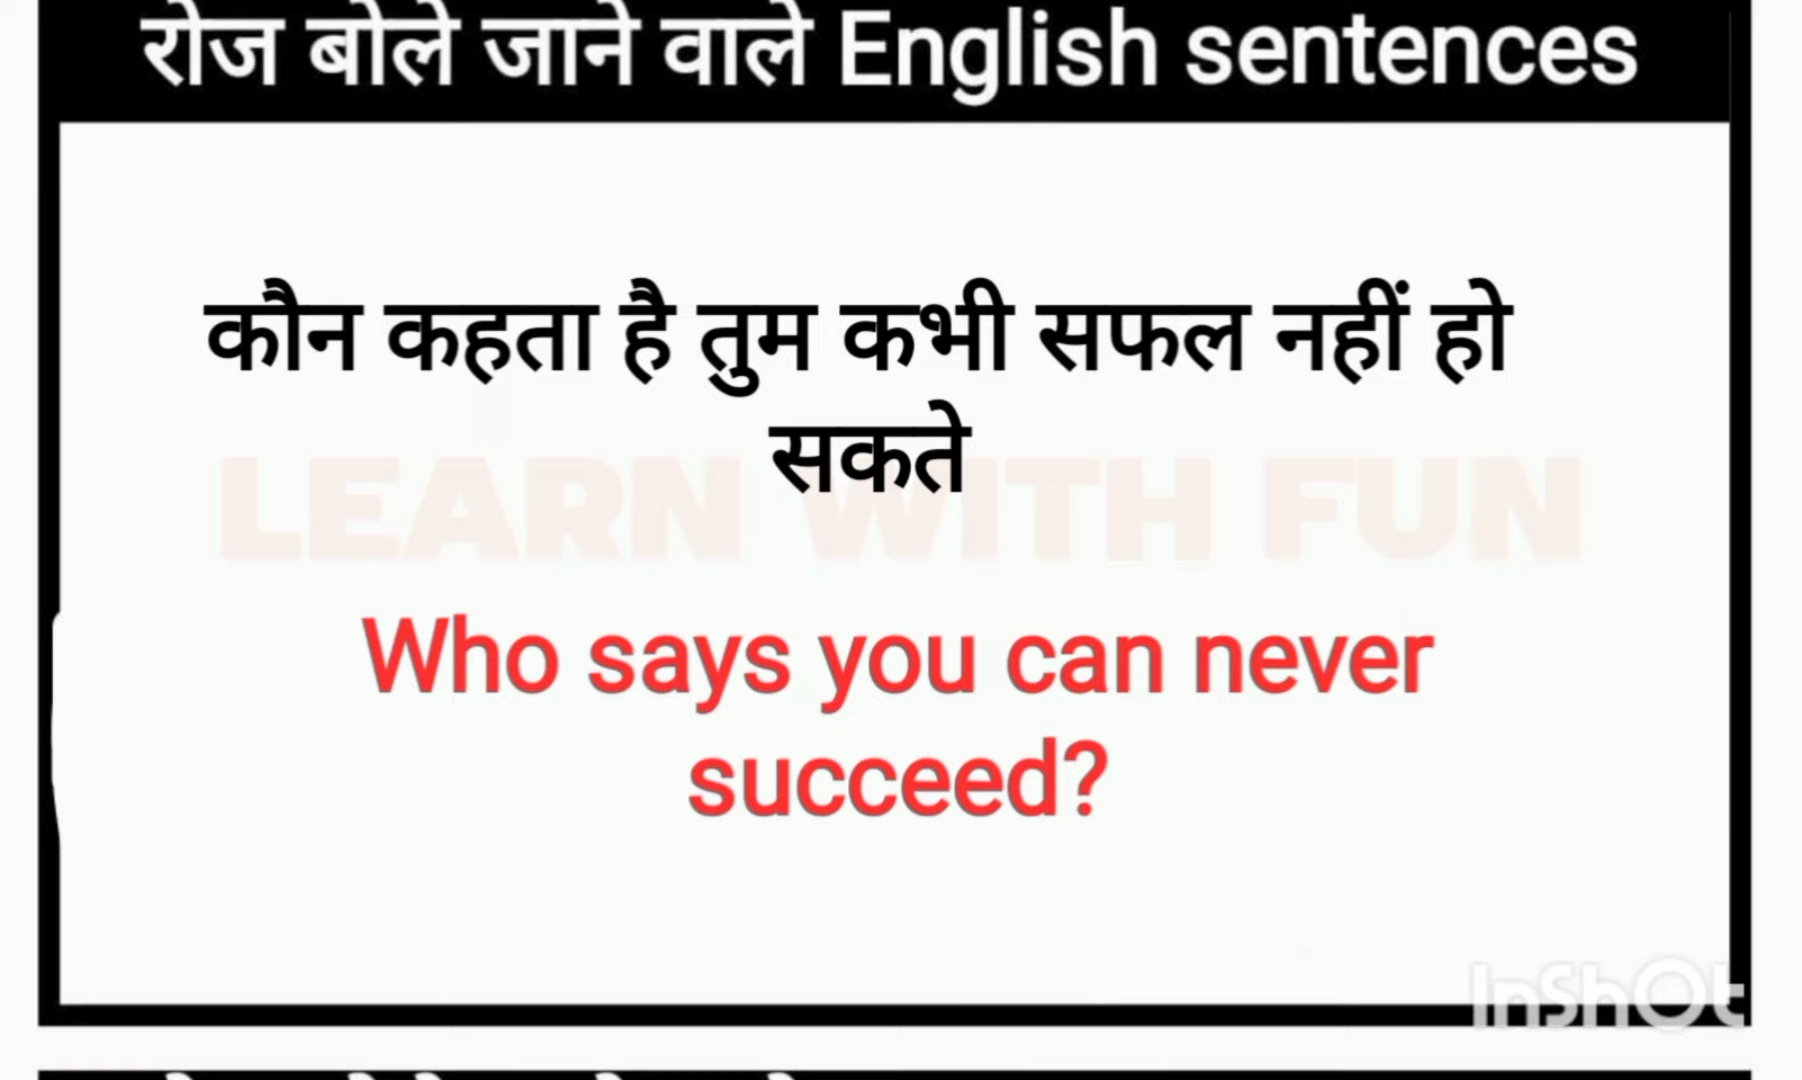 रोज बोले जाने वाले English sentences
कौन कहता है तुम कभी सफल नहीं हो
सकते
LEARN WITH FUN
Who says you can never
succeed?
InShOt